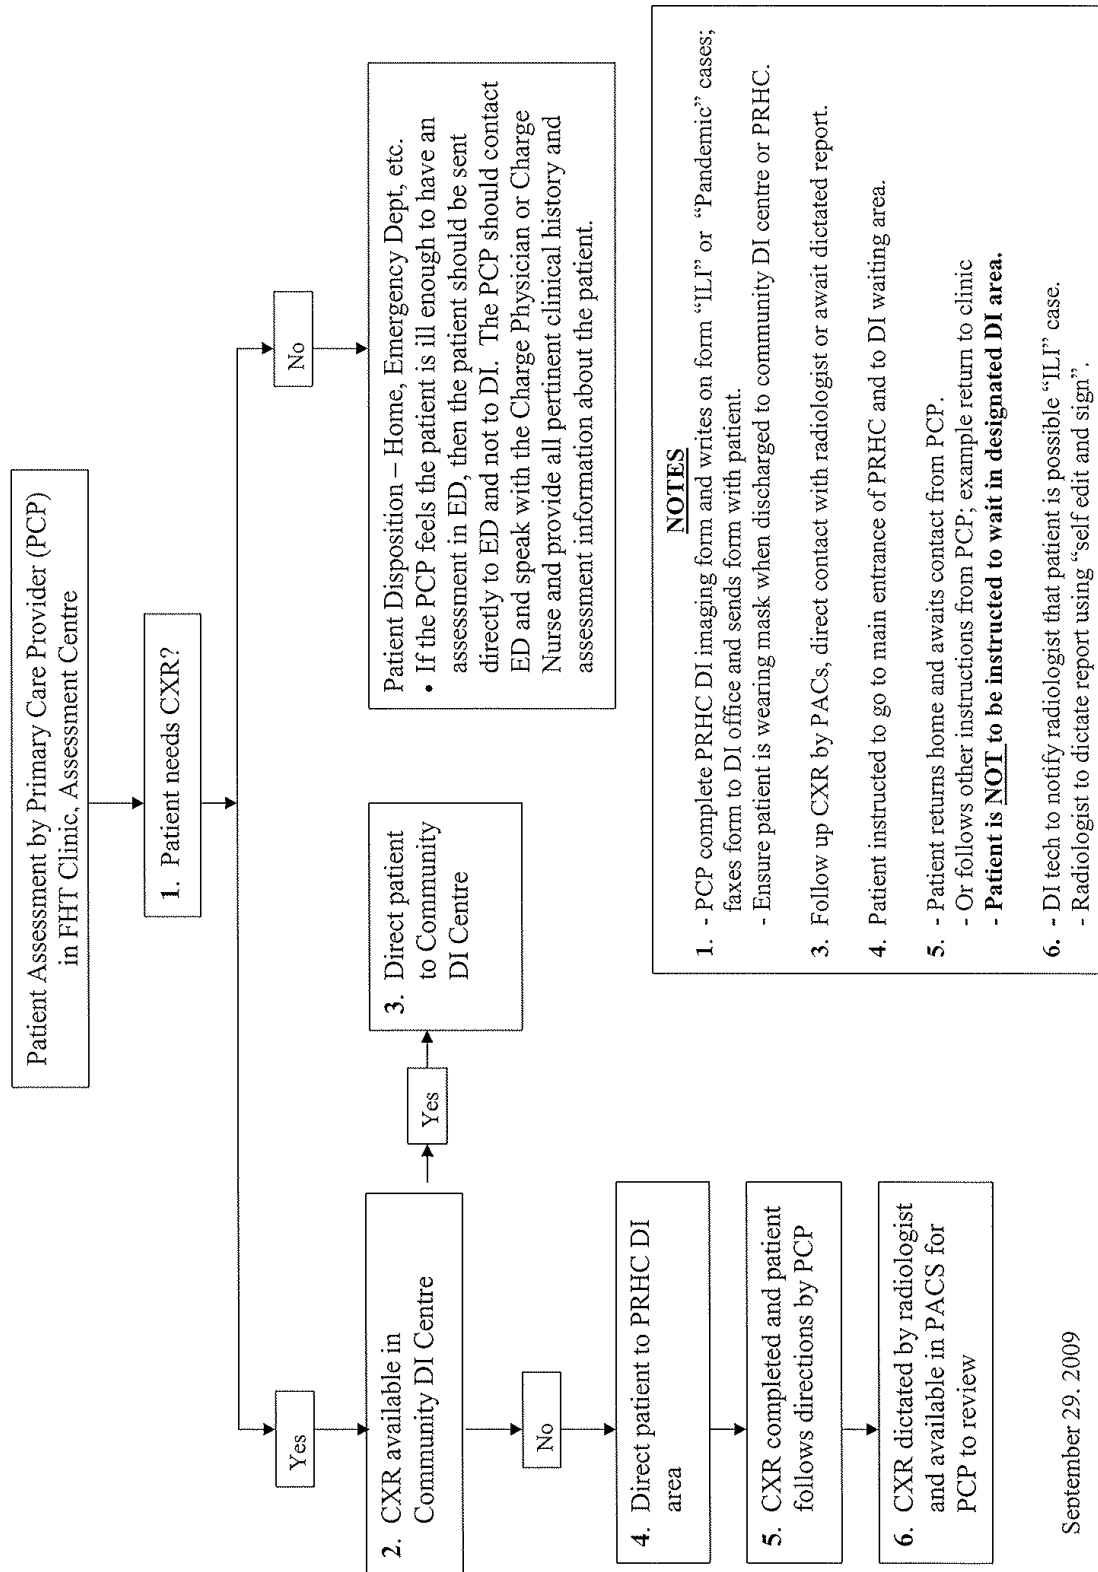 Patient Assessment by Primary Care Provider (PCP)
in FHT Clinic, Assessment Centre
1. Patient needs CXR?
Yes
No
2. CXR available in
Community DI Centre
Yes
3. Direct patient
to Community
DI Centre
Patient Disposition – Home, Emergency Dept, etc.
• If the PCP feels the patient is ill enough to have an
assessment in ED, then the patient should be sent
directly to ED and not to DI. The PCP should contact
ED and speak with the Charge Physician or Charge
Nurse and provide all pertinent clinical history and
assessment information about the patient.
No
4. Direct patient to PRHC DI
area
5. CXR completed and patient
follows directions by PCP
6. CXR dictated by radiologist
and available in PACS for
PCP to review
NOTES
1. - PCP complete PRHC DI imaging form and writes on form “ILI” or “Pandemic” cases;
faxes form to DI office and sends form with patient.
- Ensure patient is wearing mask when discharged to community DI centre or PRHC.
3. Follow up CXR by PACs, direct contact with radiologist or await dictated report.
4. Patient instructed to go to main entrance of PRHC and to DI waiting area.
5. - Patient returns home and awaits contact from PCP.
- Or follows other instructions from PCP; example return to clinic
- Patient is NOT to be instructed to wait in designated DI area.
6. - DI tech to notify radiologist that patient is possible “ILI” case.
- Radiologist to dictate report using “self edit and sign”.
September 29. 2009